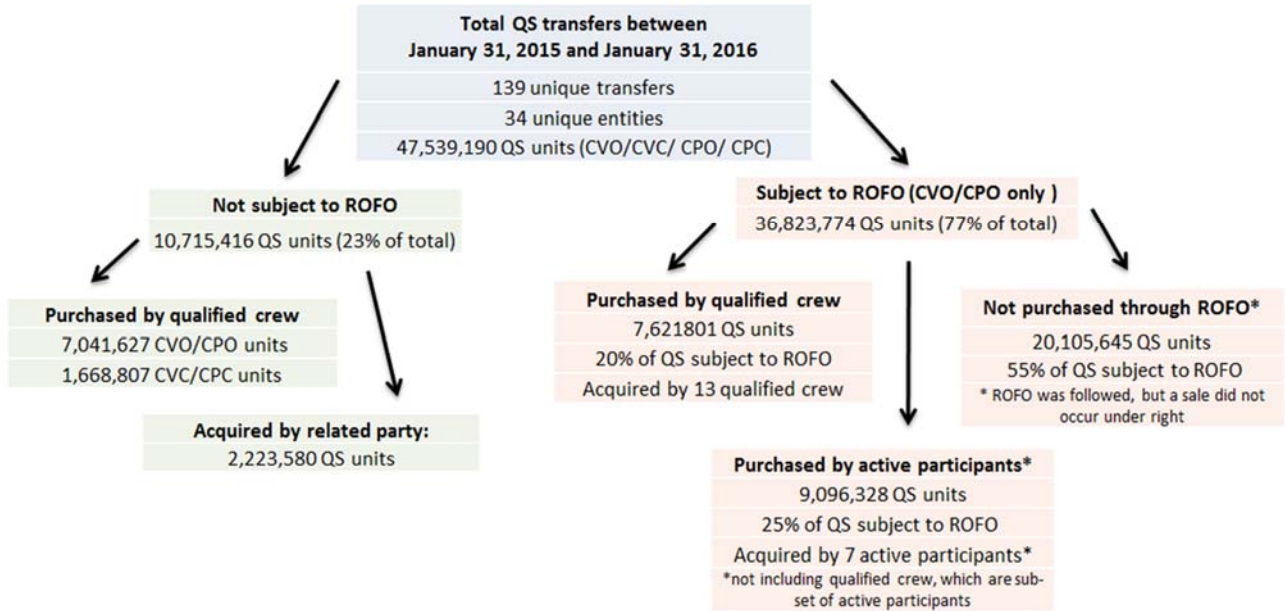 Total QS transfers between
January 31, 2015 and January 31, 2016
139 unique transfers
34 unique entities
47,539,190 QS units (CVO/CVC/ CPO/ CPC)
Not subject to ROFO
10,715,416 QS units (23% of total)
Purchased by qualified crew
7,041,627 CVO/CPO units
1,668,807 CVC/CPC units
Acquired by related party:
2,223,580 QS units
Subject to ROFO (CVO/CPO only )
36,823,774 QS units (77% of total)
Purchased by qualified crew
7,621801 QS units
20% of QS subject to ROFO
Acquired by 13 qualified crew
Purchased by active participants*
9,096,328 QS units
25% of QS subject to ROFO
Acquired by 7 active participants*
*not including qualified crew, which are sub-
set of active participants
Not purchased through ROFO*
20,105,645 QS units
55% of QS subject to ROFO
* ROFO was followed, but a sale did not
occur under right